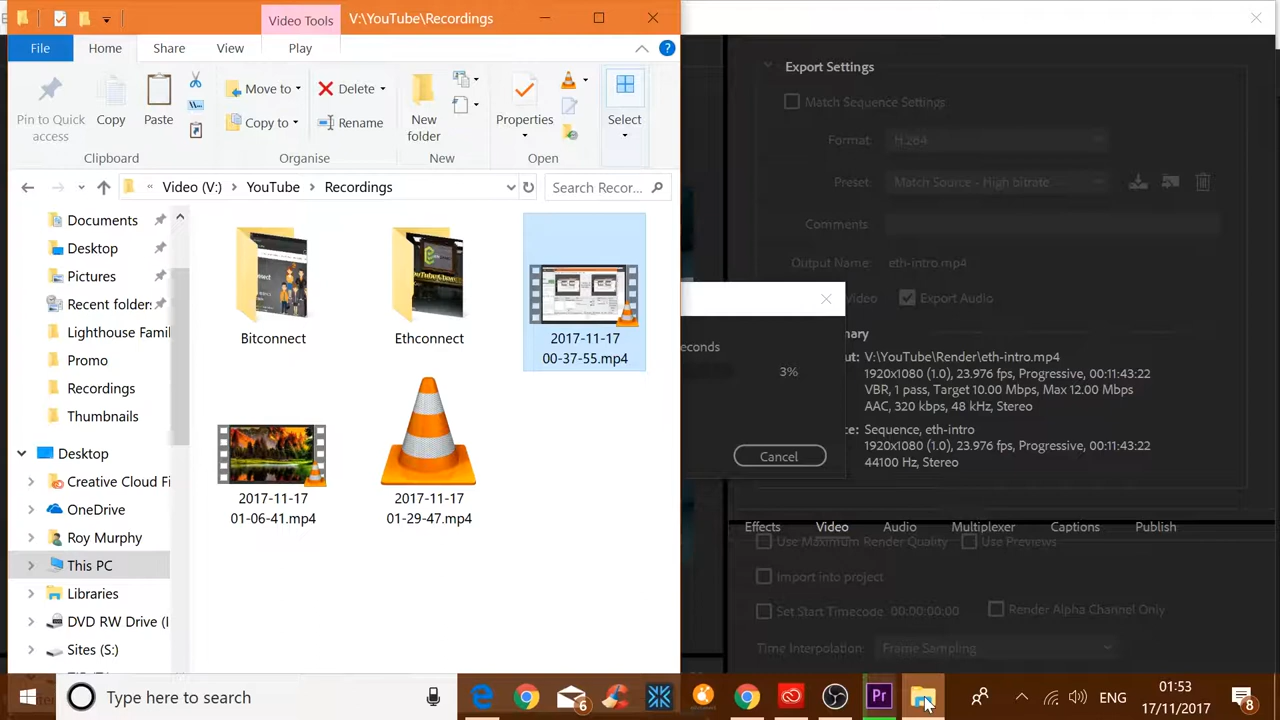 Video Tools
V:\YouTube\Recordings
File
Home
Share
View
Play
Pin to Quick access
Copy
Paste
Move to
Copy to
Delete
Rename
New folder
Properties
Select
Clipboard
Organise
New
Open
« Video (V:) > YouTube > Recordings
Search Recor...
Documents
Desktop
Pictures
Recent folders
Lighthouse Famil
Promo
Recordings
Thumbnails
Desktop
Creative Cloud Fi
OneDrive
Roy Murphy
This PC
Libraries
DVD RW Drive (
Sites (S:)
Bitconnect
Ethconnect
2017-11-17 00-37-55.mp4
2017-11-17 01-06-41.mp4
2017-11-17 01-29-47.mp4
Export Settings
Match Sequence Settings
Format: H.264
Preset: Match Source - High bitrate
Comments:
Output Name: eth-intro.mp4
Video
Export Audio
mary
ut: V:\YouTube\Render\eth-intro.mp4
1920x1080 (1.0), 23.976 fps, Progressive, 00:11:43:22
VBR, 1 pass, Target 10.00 Mbps, Max 12.00 Mbps
AAC, 320 kbps, 48 kHz, Stereo
ce: Sequence, eth-intro
1920x1080 (1.0), 23.976 fps, Progressive, 00:11:43:22
44100 Hz, Stereo
econds
3%
Cancel
Effects
Video
Audio
Multiplexer
Captions
Publish
Use Maximum Render Quality
Use Previews
Import into project
Set Start Timecode 00:00:00:00
Render Alpha Channel Only
Time Interpolation: Frame Sampling
Type here to search
6
Pr
ENG
01:53
17/11/2017
8